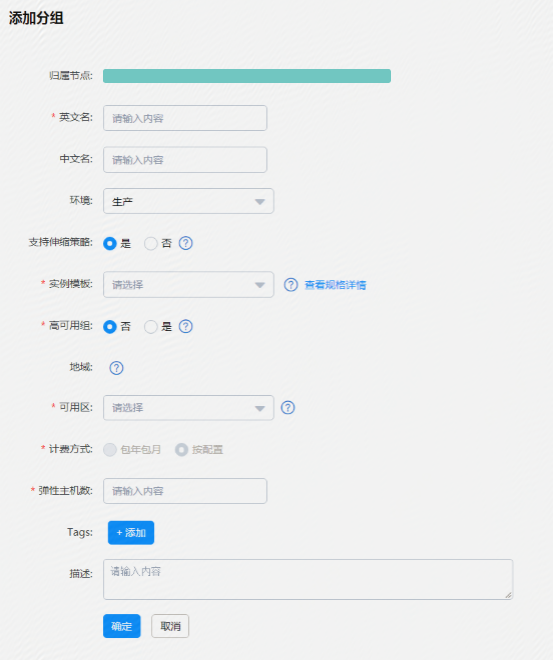 添加分组
归属节点:
* 英文名: 请输入内容
中文名: 请输入内容
环境: 生产
支持伸缩策略: 是 否 ?
* 实例模板: 请选择 ? 查看规格详情
* 高可用组: 否 是 ?
地域: ?
* 可用区: 请选择 ?
* 计费方式: 包年包月 按配置
* 弹性主机数: 请输入内容
Tags: + 添加
描述: 请输入内容
确定 取消